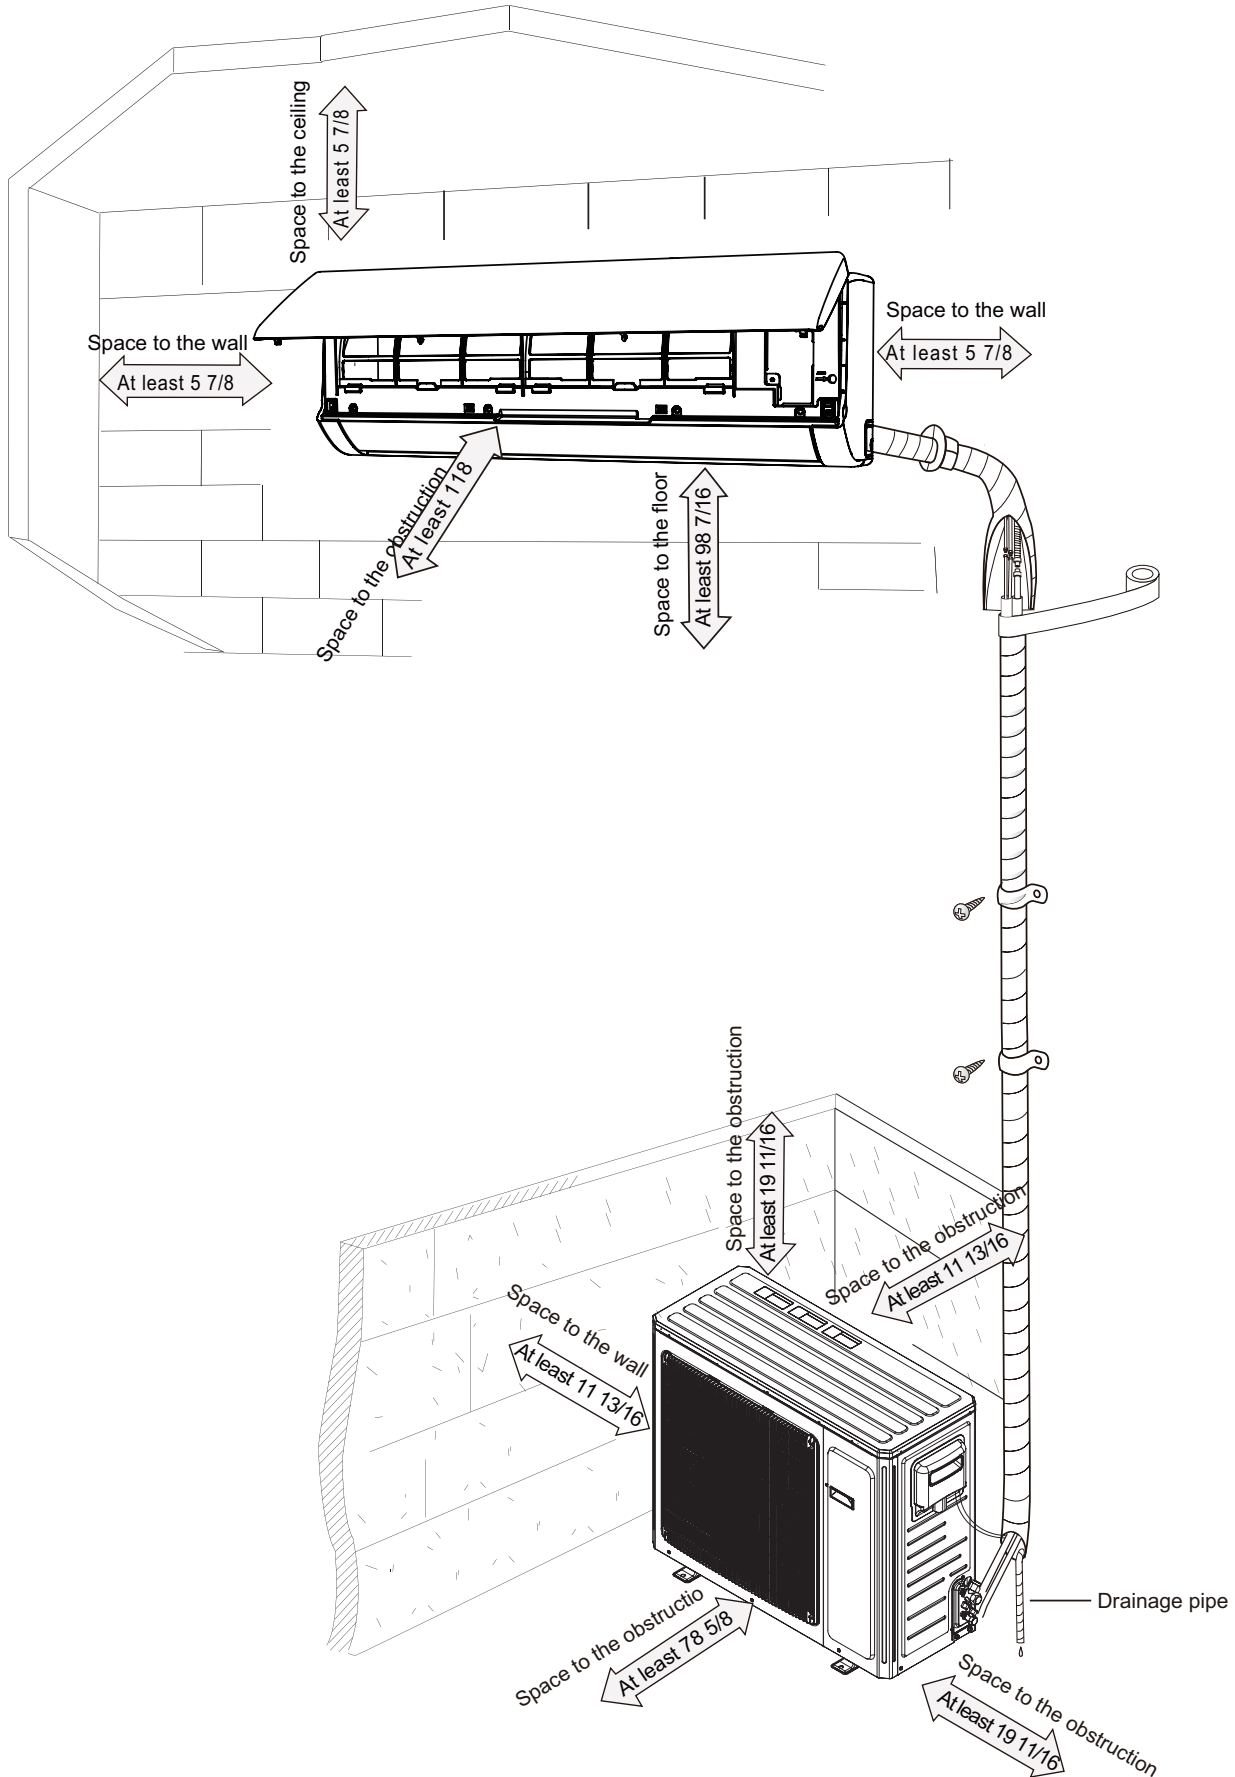 Space to the ceiling
At least 5 7/8
Space to the wall
At least 5 7/8
Space to the wall
At least 5 7/8
Space to the obstruction
At least 118
Space to the floor
At least 98 7/16
Space to the obstruction
At least 19 11/16
Space to the obstruction
At least 11 13/16
Space to the wall
At least 11 13/16
Drainage pipe
Space to the obstructio
At least 78 5/8
Space to the obstruction
At least 19 11/16